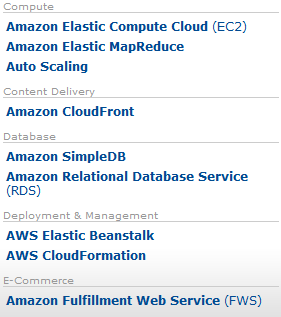 Compute
Amazon Elastic Compute Cloud (EC2)
Amazon Elastic MapReduce
Auto Scaling
Content Delivery
Amazon CloudFront
Database
Amazon SimpleDB
Amazon Relational Database Service
(RDS)
Deployment & Management
AWS Elastic Beanstalk
AWS CloudFormation
E-Commerce
Amazon Fulfillment Web Service (FWS)